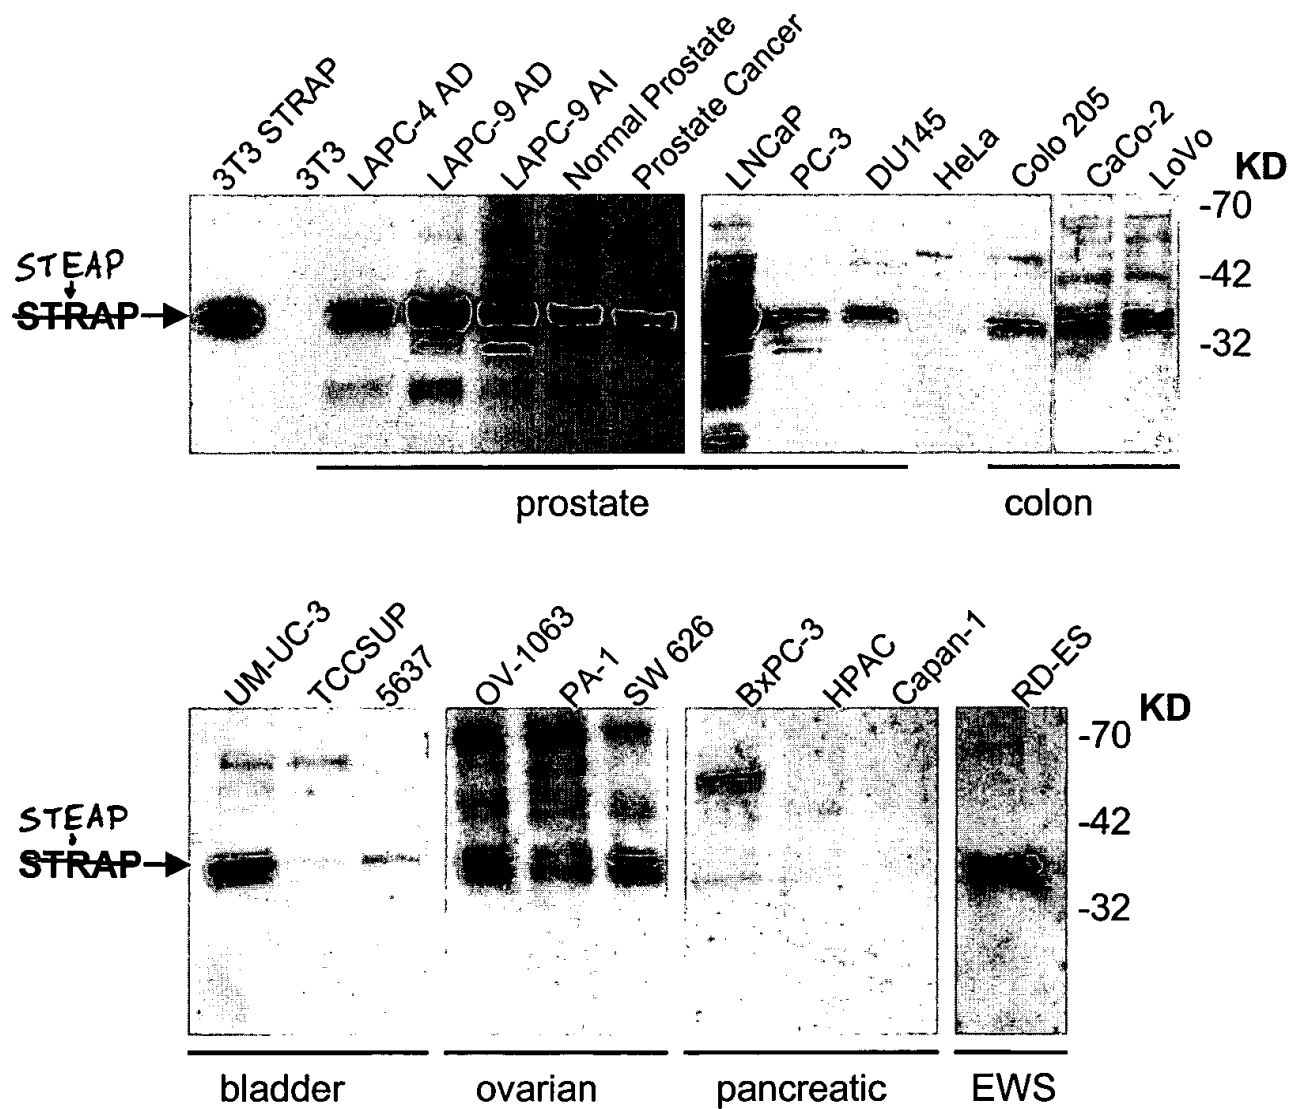 3T3 STRAP
3T3
LAPC-4 AD
LAPC-9 AD
LAPC-9 AI
Normal Prostate
Prostate Cancer
LNCaP
PC-3
DU145
HeLa
Colo 205
CaCo-2
LoVo
KD
-70
STEAP
-42
STRAP
-32
prostate
colon
UM-UC-3
TCCSUP
5637
OV-1063
PA-1
SW 626
BxPC-3
HPAC
Capan-1
RD-ES
KD
-70
STEAP
-42
STRAP
-32
bladder
ovarian
pancreatic
EWS